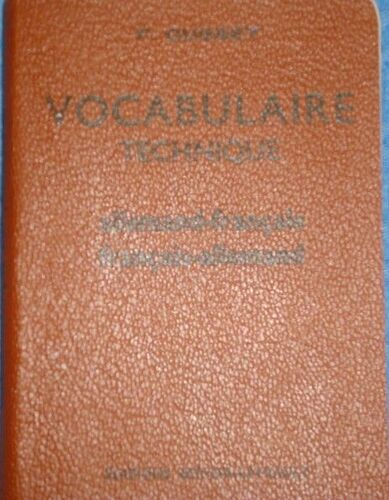 VOCABULAIRE
TECHNIQUE
allemand-français
français-allemand